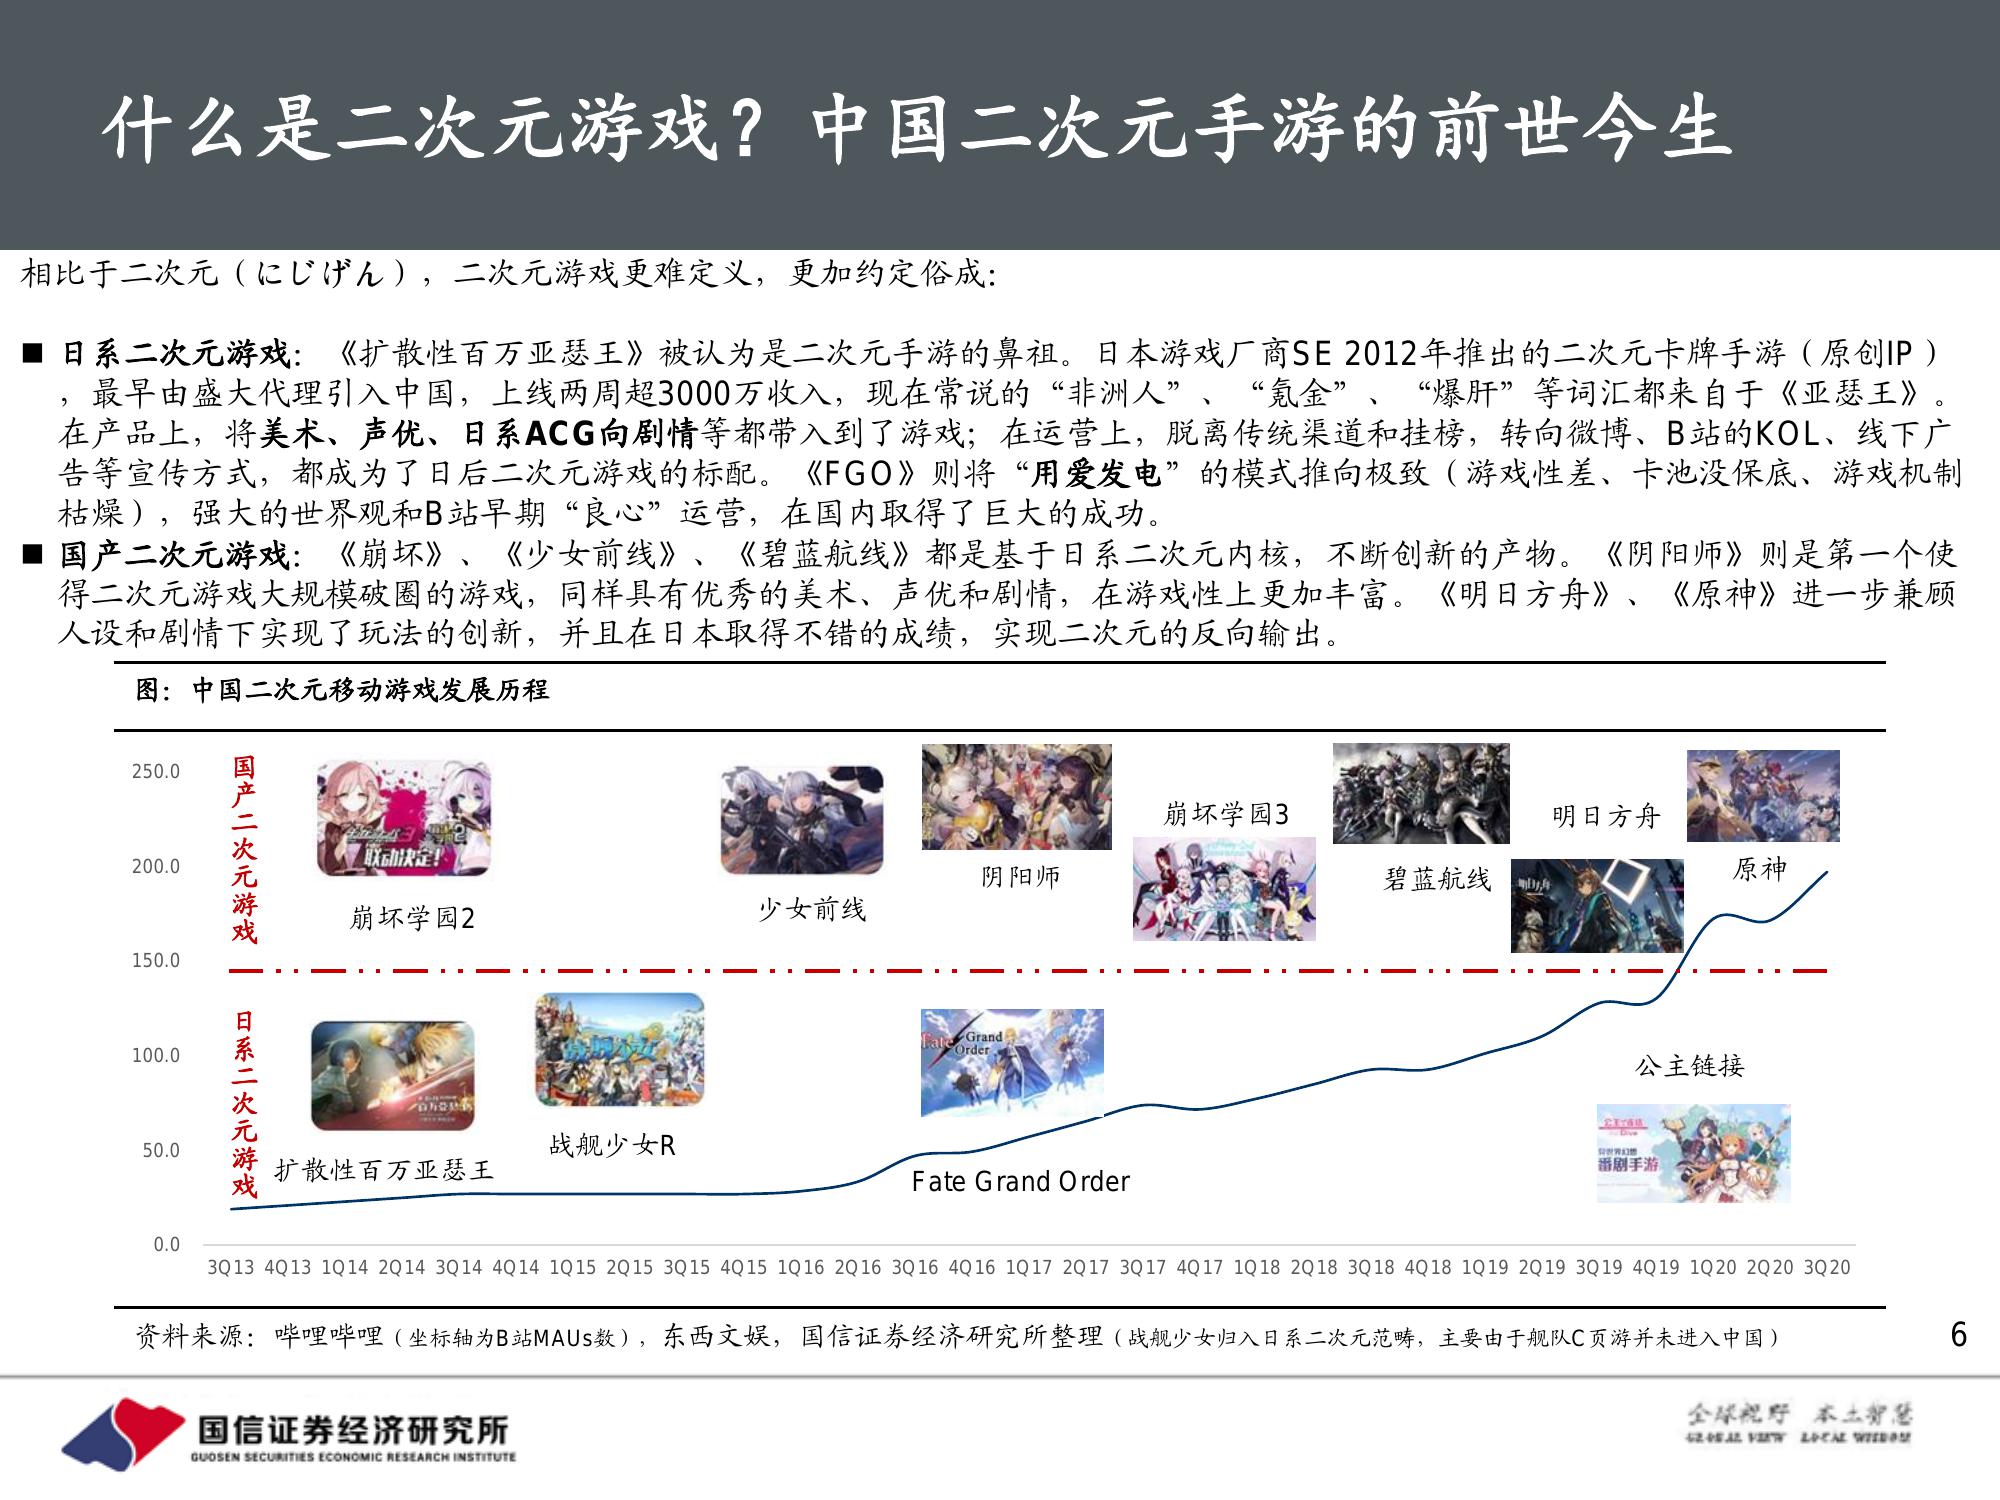 什么是二次元游戏？中国二次元手游的前世今生
相比于二次元（にじげん），二次元游戏更难定义，更加约定俗成：
■ 日系二次元游戏：《扩散性百万亚瑟王》被认为是二次元手游的鼻祖。日本游戏厂商SE 2012年推出的二次元卡牌手游（原创IP）
，最早由盛大代理引入中国，上线两周超3000万收入，现在常说的“非洲人”、“氪金”、“爆肝”等词汇都来自于《亚瑟王》。
在产品上，将美术、声优、日系ACG向剧情等都带入到了游戏；在运营上，脱离传统渠道和挂榜，转向微博、B站的KOL、线下广
告等宣传方式，都成为了日后二次元游戏的标配。《FGO》则将“用爱发电”的模式推向极致（游戏性差、卡池没保底、游戏机制
枯燥），强大的世界观和B站早期“良心”运营，在国内取得了巨大的成功。
■ 国产二次元游戏：《崩坏》、《少女前线》、《碧蓝航线》都是基于日系二次元内核，不断创新的产物。《阴阳师》则是第一个使
得二次元游戏大规模破圈的游戏，同样具有优秀的美术、声优和剧情，在游戏性上更加丰富。《明日方舟》、《原神》进一步兼顾
人设和剧情下实现了玩法的创新，并且在日本取得不错的成绩，实现二次元的反向输出。
图：中国二次元移动游戏发展历程
250.0
200.0
150.0
100.0
50.0
0.0
国产二次元游戏
联动决定！
崩坏学园2
少女前线
阴阳师
崩坏学园3
碧蓝航线
明日方舟
明日方舟
原神
日系二次元游戏
百万亚瑟王
扩散性百万亚瑟王
战舰少女
战舰少女R
Fate Grand
Order
Fate Grand Order
公主链接
番剧手游
3Q13 4Q13 1Q14 2Q14 3Q14 4Q14 1Q15 2Q15 3Q15 4Q15 1Q16 2Q16 3Q16 4Q16 1Q17 2Q17 3Q17 4Q17 1Q18 2Q18 3Q18 4Q18 1Q19 2Q19 3Q19 4Q19 1Q20 2Q20 3Q20
资料来源：哔哩哔哩（坐标轴为B站MAUs数），东西文娱，国信证券经济研究所整理（战舰少女归入日系二次元范畴，主要由于舰队C页游并未进入中国）
6
国信证券经济研究所
GUOSEN SECURITIES ECONOMIC RESEARCH INSTITUTE
全球视野 本土智慧
GLOBAL VIEW LOCAL WISDOM